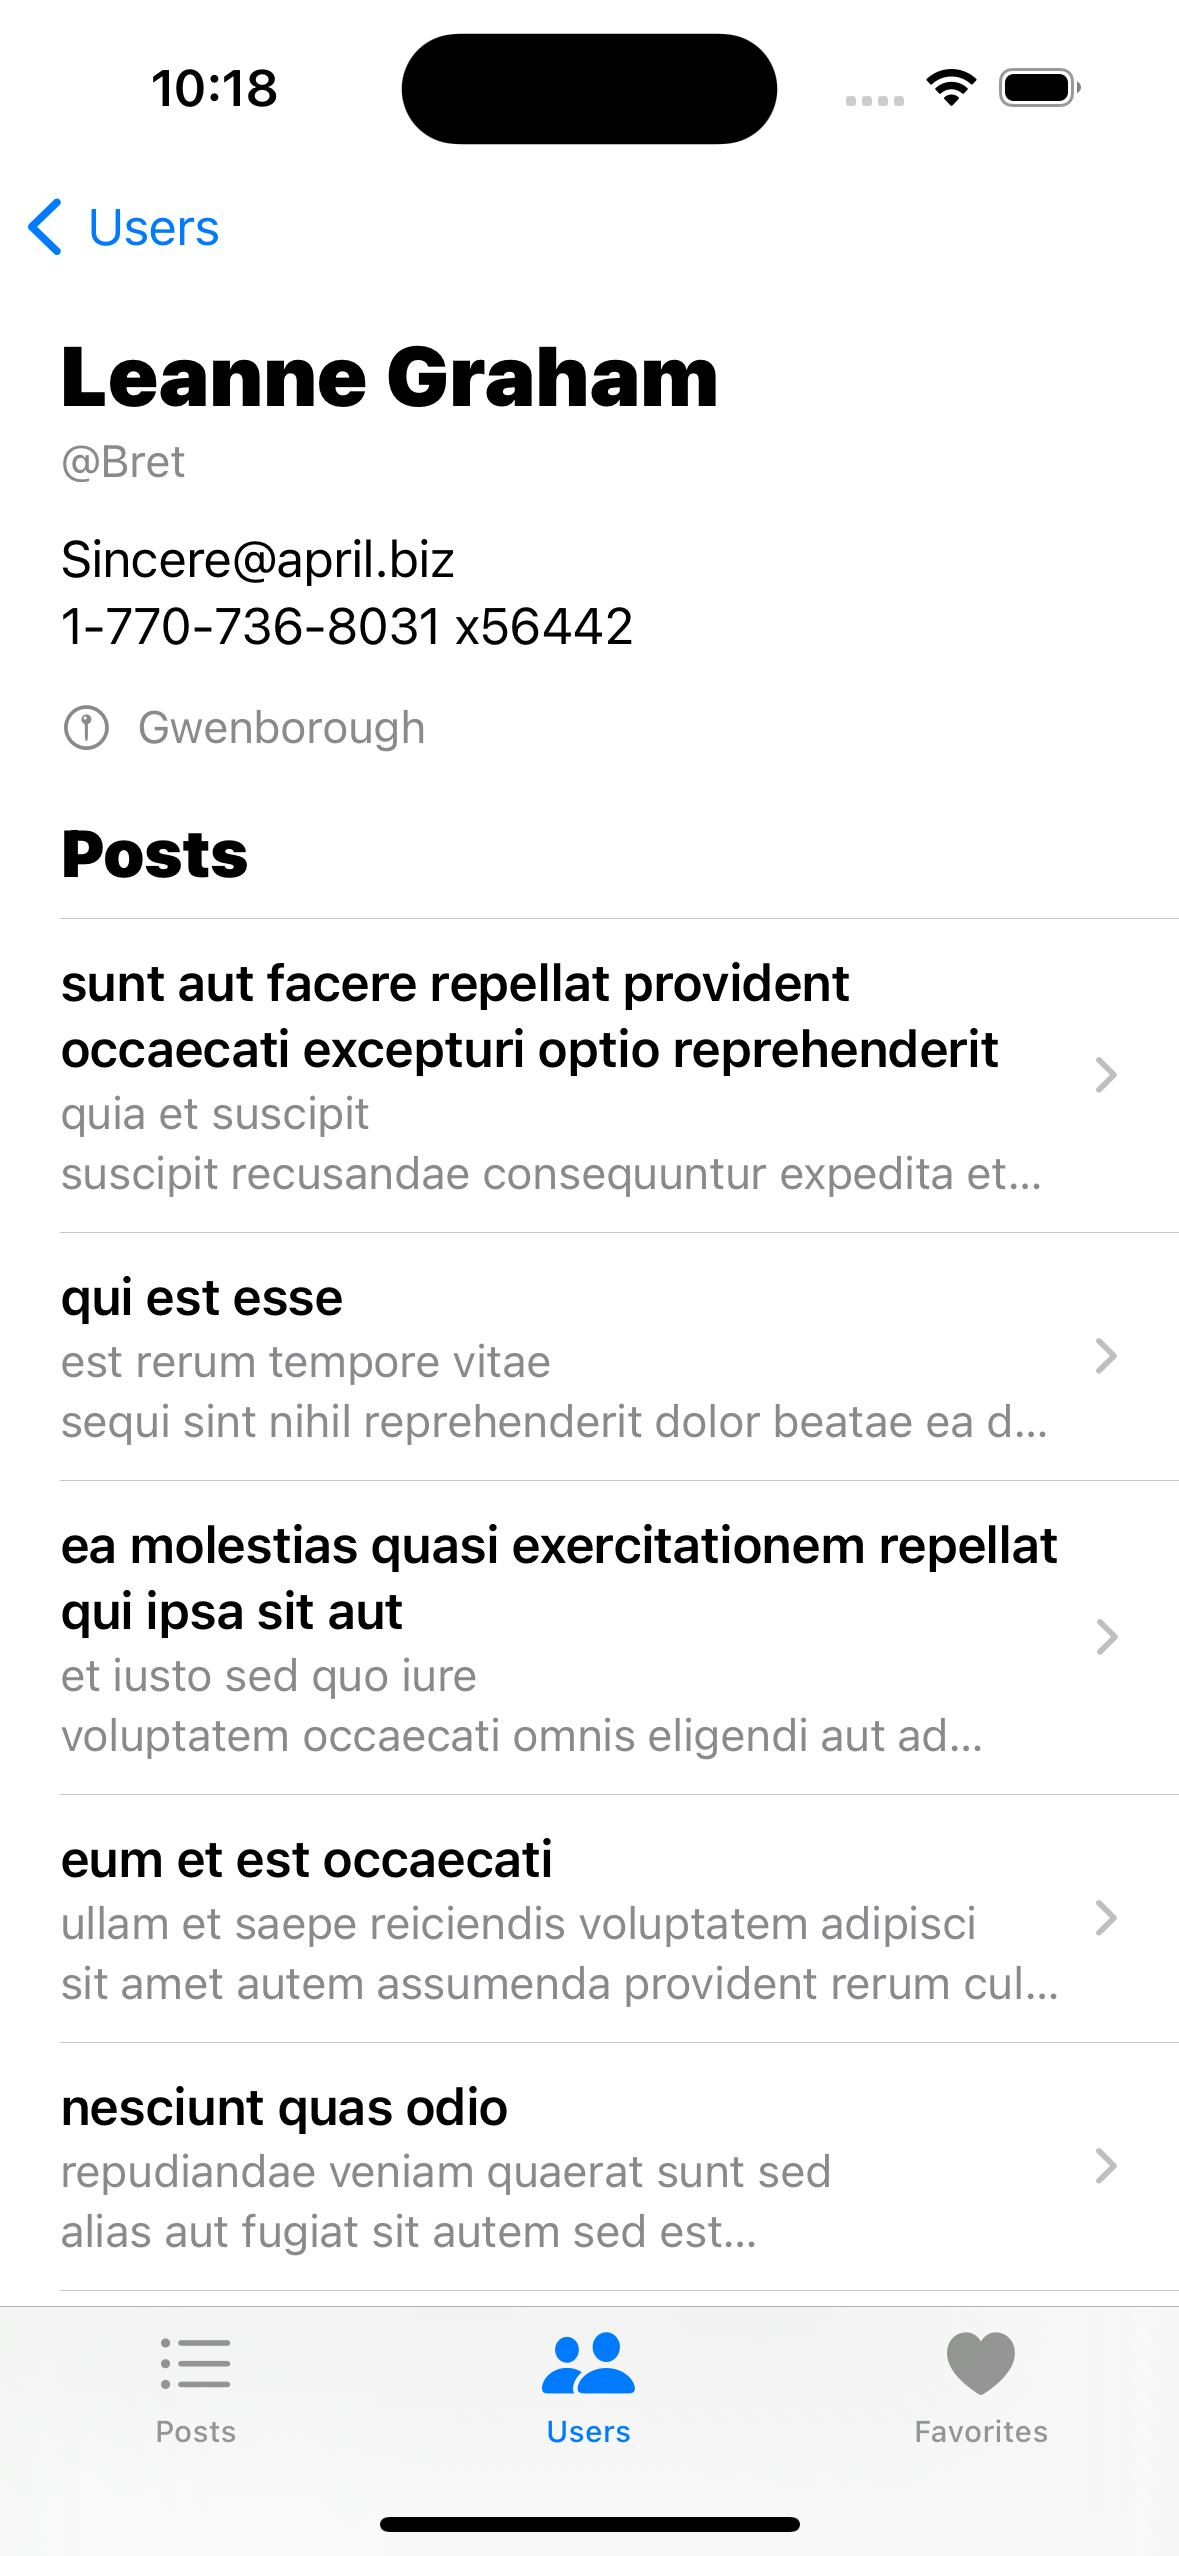 10:18
Users
Leanne Graham
@Bret
Sincere@april.biz
1-770-736-8031 x56442
Gwenborough
Posts
sunt aut facere repellat provident
occaecati excepturi optio reprehenderit
quia et suscipit
suscipit recusandae consequuntur expedita et...
qui est esse
est rerum tempore vitae
sequi sint nihil reprehenderit dolor beatae ea d...
ea molestias quasi exercitationem repellat
qui ipsa sit aut
et iusto sed quo iure
voluptatem occaecati omnis eligendi aut ad...
eum et est occaecati
ullam et saepe reiciendis voluptatem adipisci
sit amet autem assumenda provident rerum cul...
nesciunt quas odio
repudiandae veniam quaerat sunt sed
alias aut fugiat sit autem sed est...
Posts
Users
Favorites